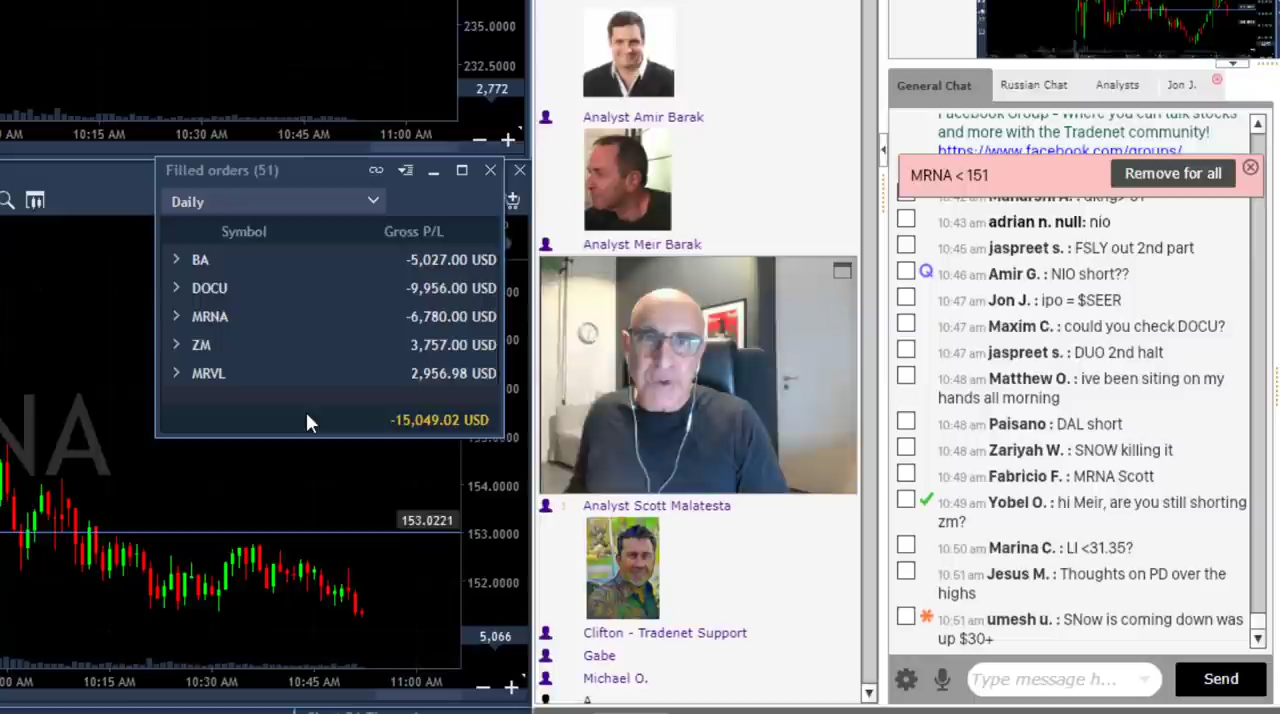 235.0000
232.5000
2,772
AM
10:15 AM
10:30 AM
10:45 AM
11:00 AM
Filled orders (51)
Daily
Symbol
Gross P/L
BA
-5,027.00 USD
DOCU
-9,956.00 USD
MRNA
-6,780.00 USD
ZM
3,757.00 USD
MRVL
2,956.98 USD
-15,049.02 USD
NA
154.0000
153.0221
153.0000
152.0000
5,066
00 AM
10:15 AM
10:30 AM
10:45 AM
11:00 AM
Analyst Amir Barak
Analyst Meir Barak
Analyst Scott Malatesta
Clifton - Tradenet Support
Gabe
Michael O.
General Chat
Russian Chat
Analysts
Jon J.
Facebook Group - Where you can talk stocks
and more with the Tradenet community!
https://www.facebook.com/groups/
MRNA < 151
Remove for all
10:43 am adrian n. null: nio
10:45 am jaspreet s. : FSLY out 2nd part
10:46 am Amir G. : NIO short??
10:47 am Jon J. : ipo = $SEER
10:47 am Maxim C. : could you check DOCU?
10:47 am jaspreet s. : DUO 2nd halt
10:48 am Matthew O. : ive been siting on my
hands all morning
10:48 am Paisano : DAL short
10:48 am Zariyah W. : SNOW killing it
10:49 am Fabricio F. : MRNA Scott
10:49 am Yobel O. : hi Meir, are you still shorting
zm?
10:50 am Marina C. : LI <31.35?
10:51 am Jesus M. : Thoughts on PD over the
highs
10:51 am umesh u. : SNow is coming down was
up $30+
Type message h...
Send